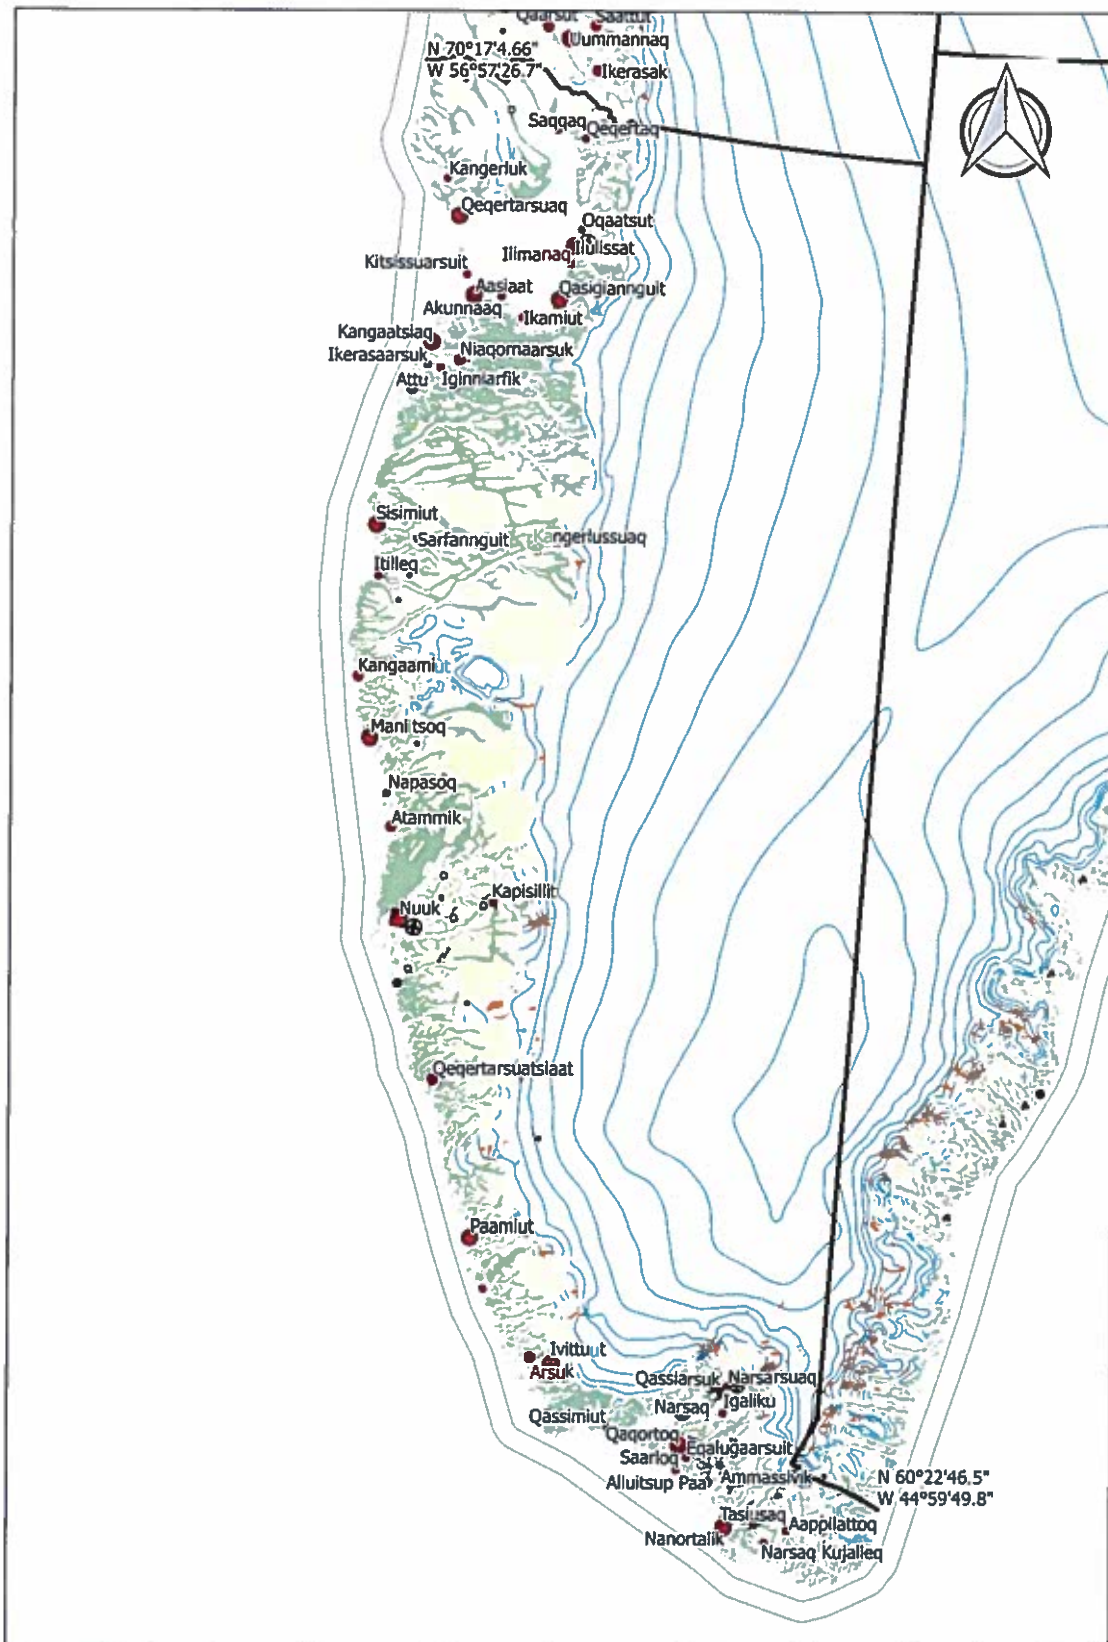 Qaarsut
Saattut
Uummannaq
N 70°17'4.66"
W 56°57'26.7"
Ikerasak
Saqqaq
Qeqertaq
Kangerluk
Qeqertarsuaq
Oqaatsut
Ilulissat
Ilimanaq
Kitsissuarsuit
Aasiaat
Qasigiannguit
Akunnaaq
Ikamiut
Kangaatsiaq
Niaqornaarsuk
Ikerasaarsuk
Attu
Iginniarfik
Sisimiut
Sarfannguit
Kangerlussuaq
Itilleq
Kangaamiut
Maniitsoq
Napasoq
Atammik
Kapisillit
Nuuk
Qeqertarsuatsiaat
Paamiut
Ivittuut
Arsuk
Qassiarsuk
Narsarsuaq
Igaliku
Narsaq
Qassimiut
Qaqortoq
Eqalugaarsuit
Saarloq
Alluitsup Paa
Ammassivik
N 60°22'46.5"
W 44°59'49.8"
Tasiusaq
Aappilattoq
Nanortalik
Narsaq Kujalleq